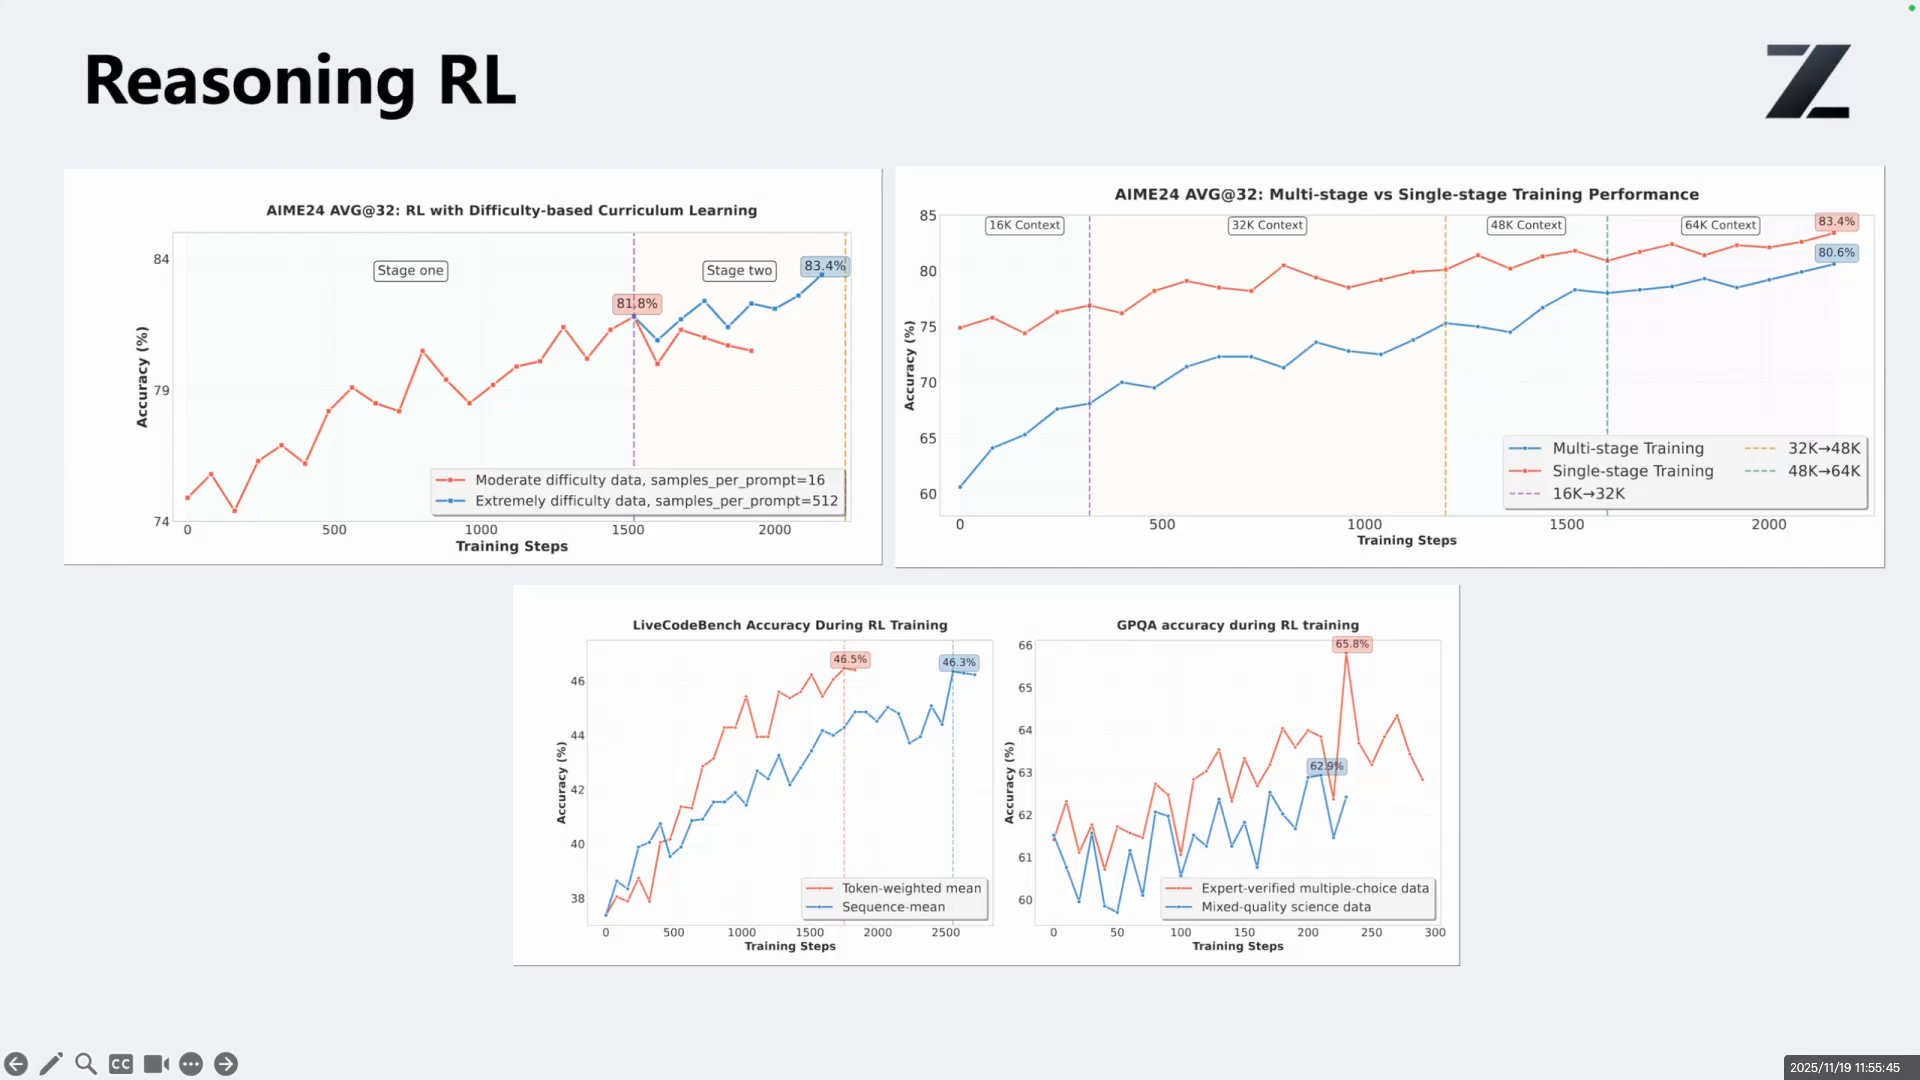 Reasoning RL
AIME24 AVG@32: RL with Difficulty-based Curriculum Learning
Stage one
Stage two
83.4%
81.8%
84
79
74
Accuracy (%)
Moderate difficulty data, samples_per_prompt=16
Extremely difficulty data, samples_per_prompt=512
0 500 1000 1500 2000
Training Steps
AIME24 AVG@32: Multi-stage vs Single-stage Training Performance
16K Context
32K Context
48K Context
64K Context
83.4%
80.6%
85
80
75
70
65
60
Accuracy (%)
Multi-stage Training
Single-stage Training
16K→32K
32K→48K
48K→64K
0 500 1000 1500 2000
Training Steps
LiveCodeBench Accuracy During RL Training
46.5%
46.3%
46
44
42
40
38
Accuracy (%)
Token-weighted mean
Sequence-mean
0 500 1000 1500 2000 2500
Training Steps
GPQA accuracy during RL training
65.8%
62.9%
66
65
64
63
62
61
60
Accuracy (%)
Expert-verified multiple-choice data
Mixed-quality science data
0 50 100 150 200 250 300
Training Steps
CC
2025/11/19 11:55:45